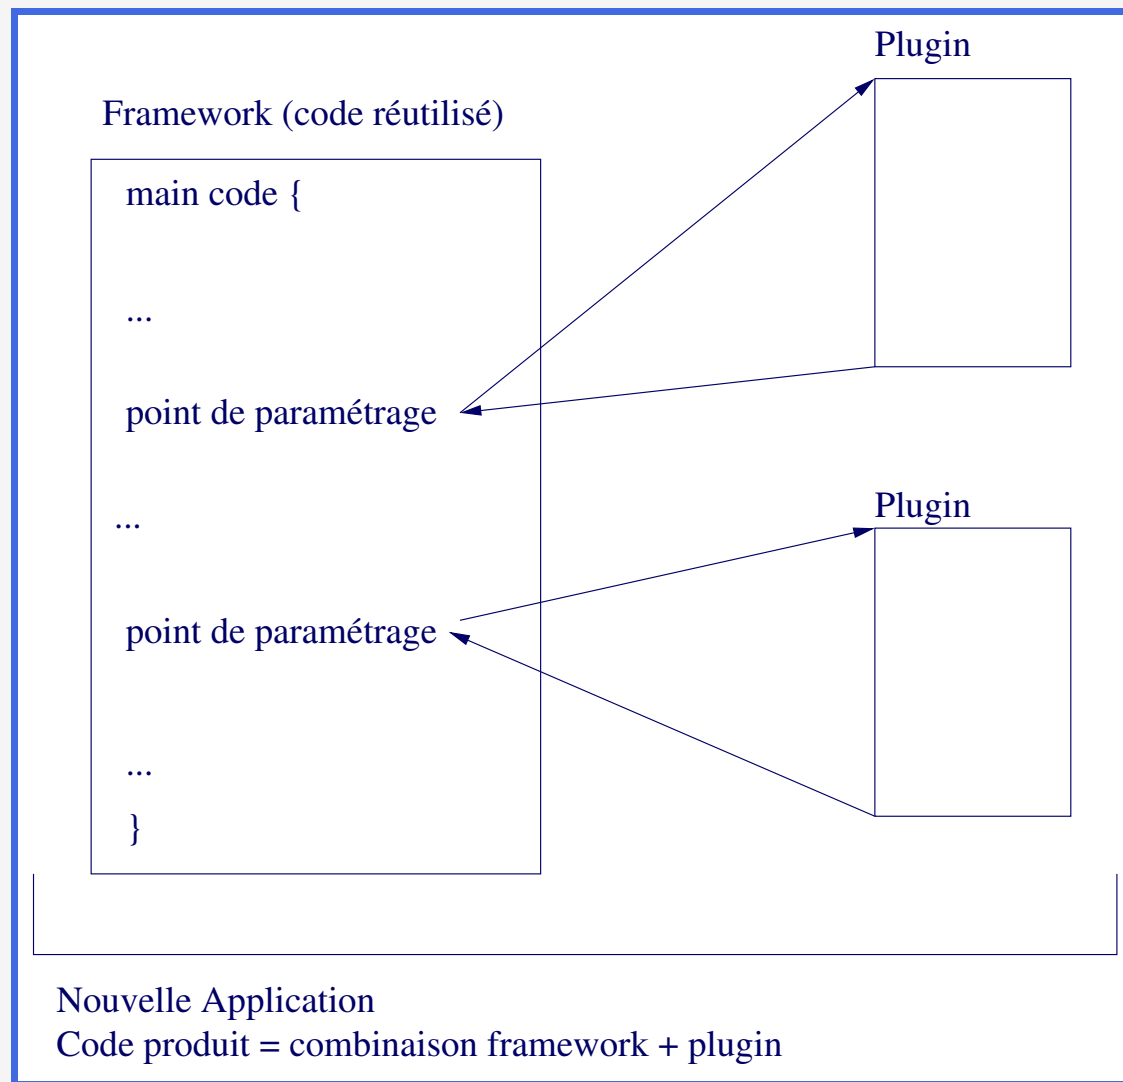 Plugin
Framework (code réutilisé)
main code {
...
point de paramétrage
...
Plugin
point de paramétrage
...
}
Nouvelle Application
Code produit = combinaison framework + plugin